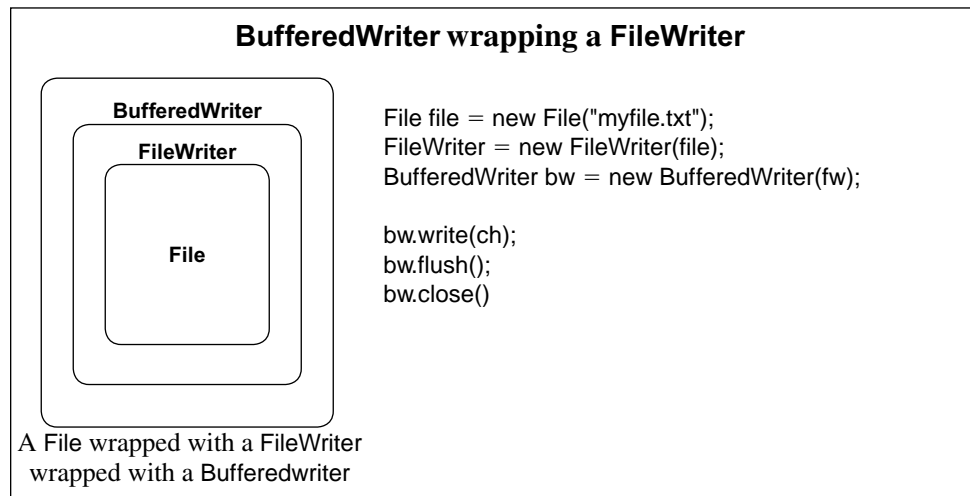 BufferedWriter wrapping a FileWriter
BufferedWriter
FileWriter
File
File file = new File("myfile.txt");
FileWriter = new FileWriter(file);
BufferedWriter bw = new BufferedWriter(fw);
bw.write(ch);
bw.flush();
bw.close()
A File wrapped with a FileWriter
wrapped with a Bufferedwriter